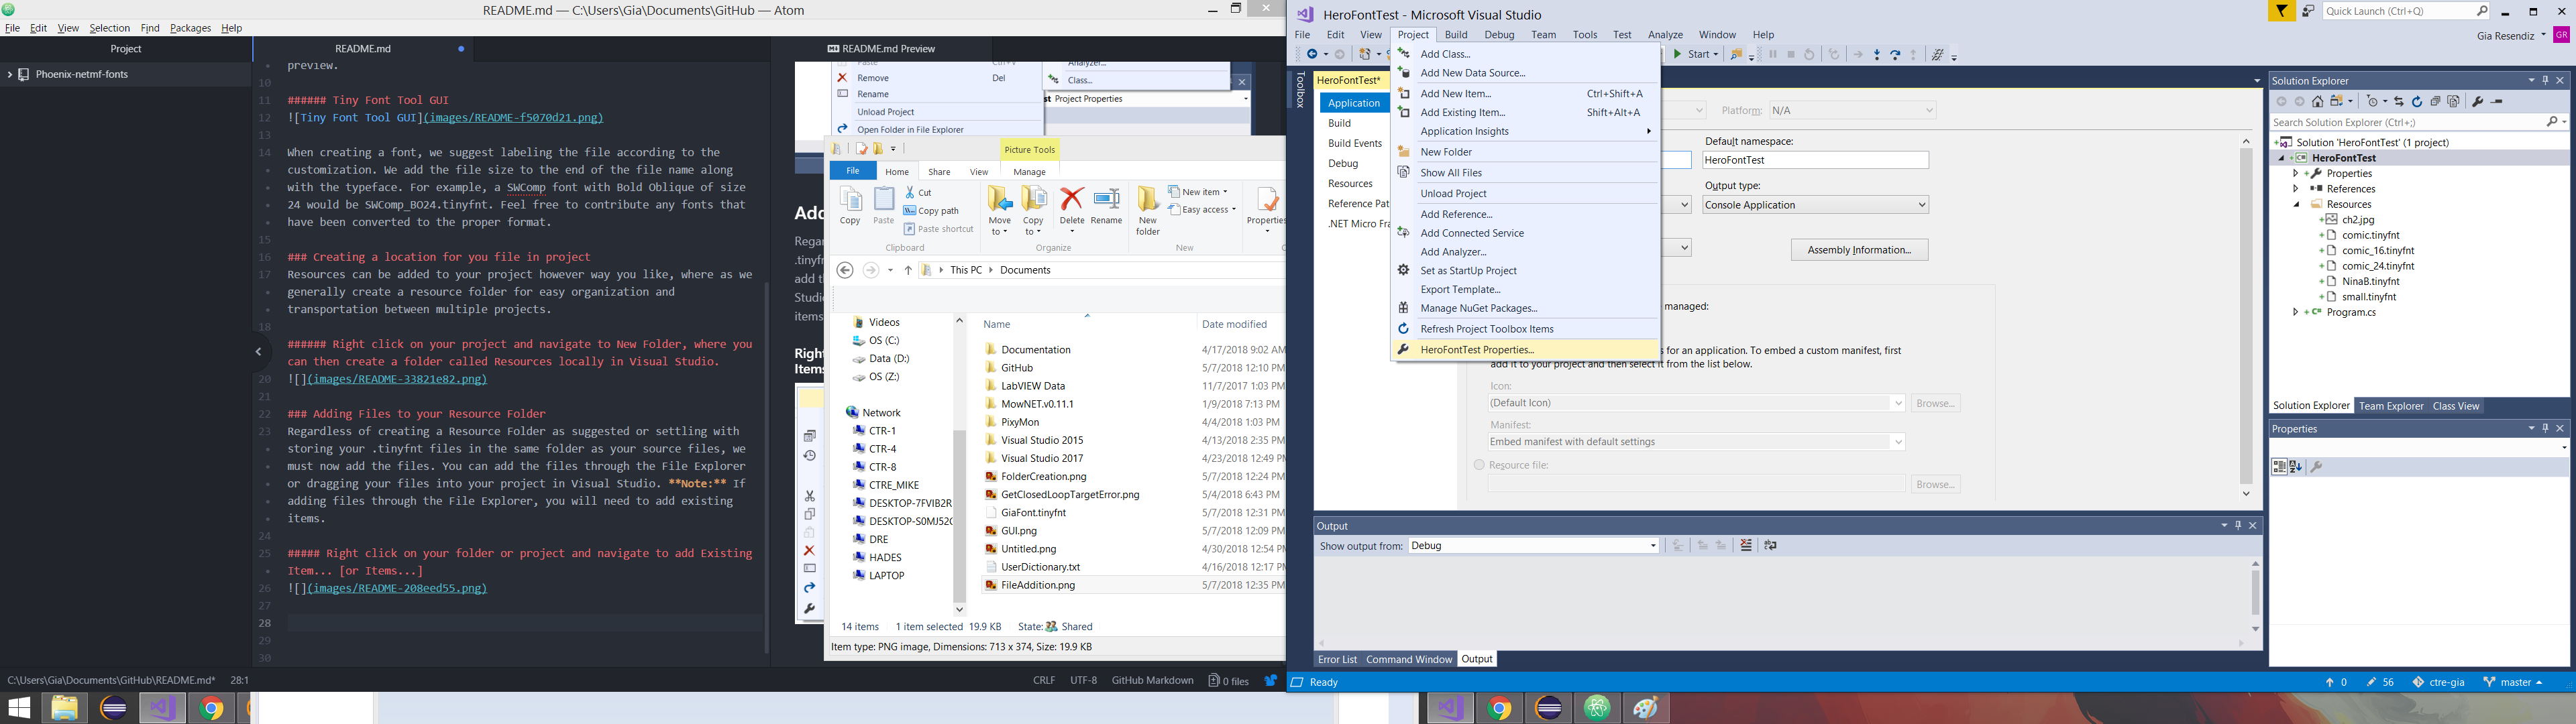 README.md — C:\Users\Gia\Documents\GitHub — Atom
File Edit View Selection Find Packages Help
Project
Phoenix-netmf-fonts
README.md
preview.
10
11 ###### Tiny Font Tool GUI
12 ![Tiny Font Tool GUI](images/README-f5070d21.png)
13
14 When creating a font, we suggest labeling the file according to the
customization. We add the file size to the end of the file name along
with the typeface. For example, a SWComp font with Bold Oblique of size
24 would be SWComp_BO24.tinyfnt. Feel free to contribute any fonts that
have been converted to the proper format.
15
16 ### Creating a location for you file in project
17 Resources can be added to your project however way you like, where as we
generally create a resource folder for easy organization and
transportation between multiple projects.
18
###### Right click on your project and navigate to New Folder, where you
can then create a folder called Resources locally in Visual Studio.
20 ![](images/README-33821e82.png)
21
22 ### Adding Files to your Resource Folder
23 Regardless of creating a Resource Folder as suggested or settling with
storing your .tinyfnt files in the same folder as your source files, we
must now add the files. You can add the files through the File Explorer
or dragging your files into your project in Visual Studio. **Note:** If
adding files through the File Explorer, you will need to add existing
items.
24
25 ##### Right click on your folder or project and navigate to add Existing
Item... [or Items...]
26 ![](images/README-208eed55.png)
27
28
29
30
C:\Users\Gia\Documents\GitHub\README.md* 28:1
CRLF UTF-8 GitHub Markdown 0 files
README.md Preview
Remove Del
Rename
Unload Project
Open Folder in File Explorer
Analyzer...
Class...
st Project Properties
Add
Regar
.tinyfn
add th
Studio
items
Right
Items
Picture Tools
File Home Share View Manage
Copy
Paste
Cut
Copy path
Paste shortcut
Clipboard
Move to
Copy to
Delete
Rename
Organize
New folder
New item
Easy access
New
Properties
This PC Documents
Videos
OS (C:)
Data (D:)
OS (Z:)
Network
CTR-1
CTR-4
CTR-8
CTRE_MIKE
DESKTOP-7FVIB2R
DESKTOP-S0MJ52C
DRE
HADES
LAPTOP
Name Date modified
Documentation 4/17/2018 9:02 AM
GitHub 5/7/2018 12:10 PM
LabVIEW Data 11/7/2017 1:03 PM
MowNET.v0.11.1 1/9/2018 7:13 PM
PixyMon 4/4/2018 1:03 PM
Visual Studio 2015 4/13/2018 2:35 PM
Visual Studio 2017 4/23/2018 12:49 PM
FolderCreation.png 5/7/2018 12:24 PM
GetClosedLoopTargetError.png 5/4/2018 6:43 PM
GiaFont.tinyfnt 5/7/2018 12:31 PM
GUI.png 5/7/2018 12:09 PM
Untitled.png 4/30/2018 12:54 PM
UserDictionary.txt 4/16/2018 12:17 PM
FileAddition.png 5/7/2018 12:35 PM
14 items 1 item selected 19.9 KB State: Shared
Item type: PNG image, Dimensions: 713 x 374, Size: 19.9 KB
HeroFontTest - Microsoft Visual Studio
Quick Launch (Ctrl+Q)
File Edit View Project Build Debug Team Tools Test Analyze Window Help
Gia Resendiz GR
Start
Toolbox
HeroFontTest*
Application
Build
Build Events
Debug
Resources
Reference Pat
.NET Micro Fra
Add Class...
Add New Data Source...
Add New Item... Ctrl+Shift+A
Add Existing Item... Shift+Alt+A
Application Insights
New Folder
Show All Files
Unload Project
Add Reference...
Add Connected Service
Add Analyzer...
Set as StartUp Project
Export Template...
Manage NuGet Packages...
Refresh Project Toolbox Items
HeroFontTest Properties...
Platform: N/A
Default namespace:
HeroFontTest
Output type:
Console Application
Assembly Information...
managed:
s for an application. To embed a custom manifest, first
add it to your project and then select it from the list below.
Icon:
(Default Icon) Browse...
Manifest:
Embed manifest with default settings
Resource file:
Browse...
Output
Show output from: Debug
Error List Command Window Output
Solution Explorer
Search Solution Explorer (Ctrl+;)
Solution 'HeroFontTest' (1 project)
HeroFontTest
Properties
References
Resources
ch2.jpg
comic.tinyfnt
comic_16.tinyfnt
comic_24.tinyfnt
NinaB.tinyfnt
small.tinyfnt
Program.cs
Solution Explorer Team Explorer Class View
Properties
Ready
0 56 ctre-gia master